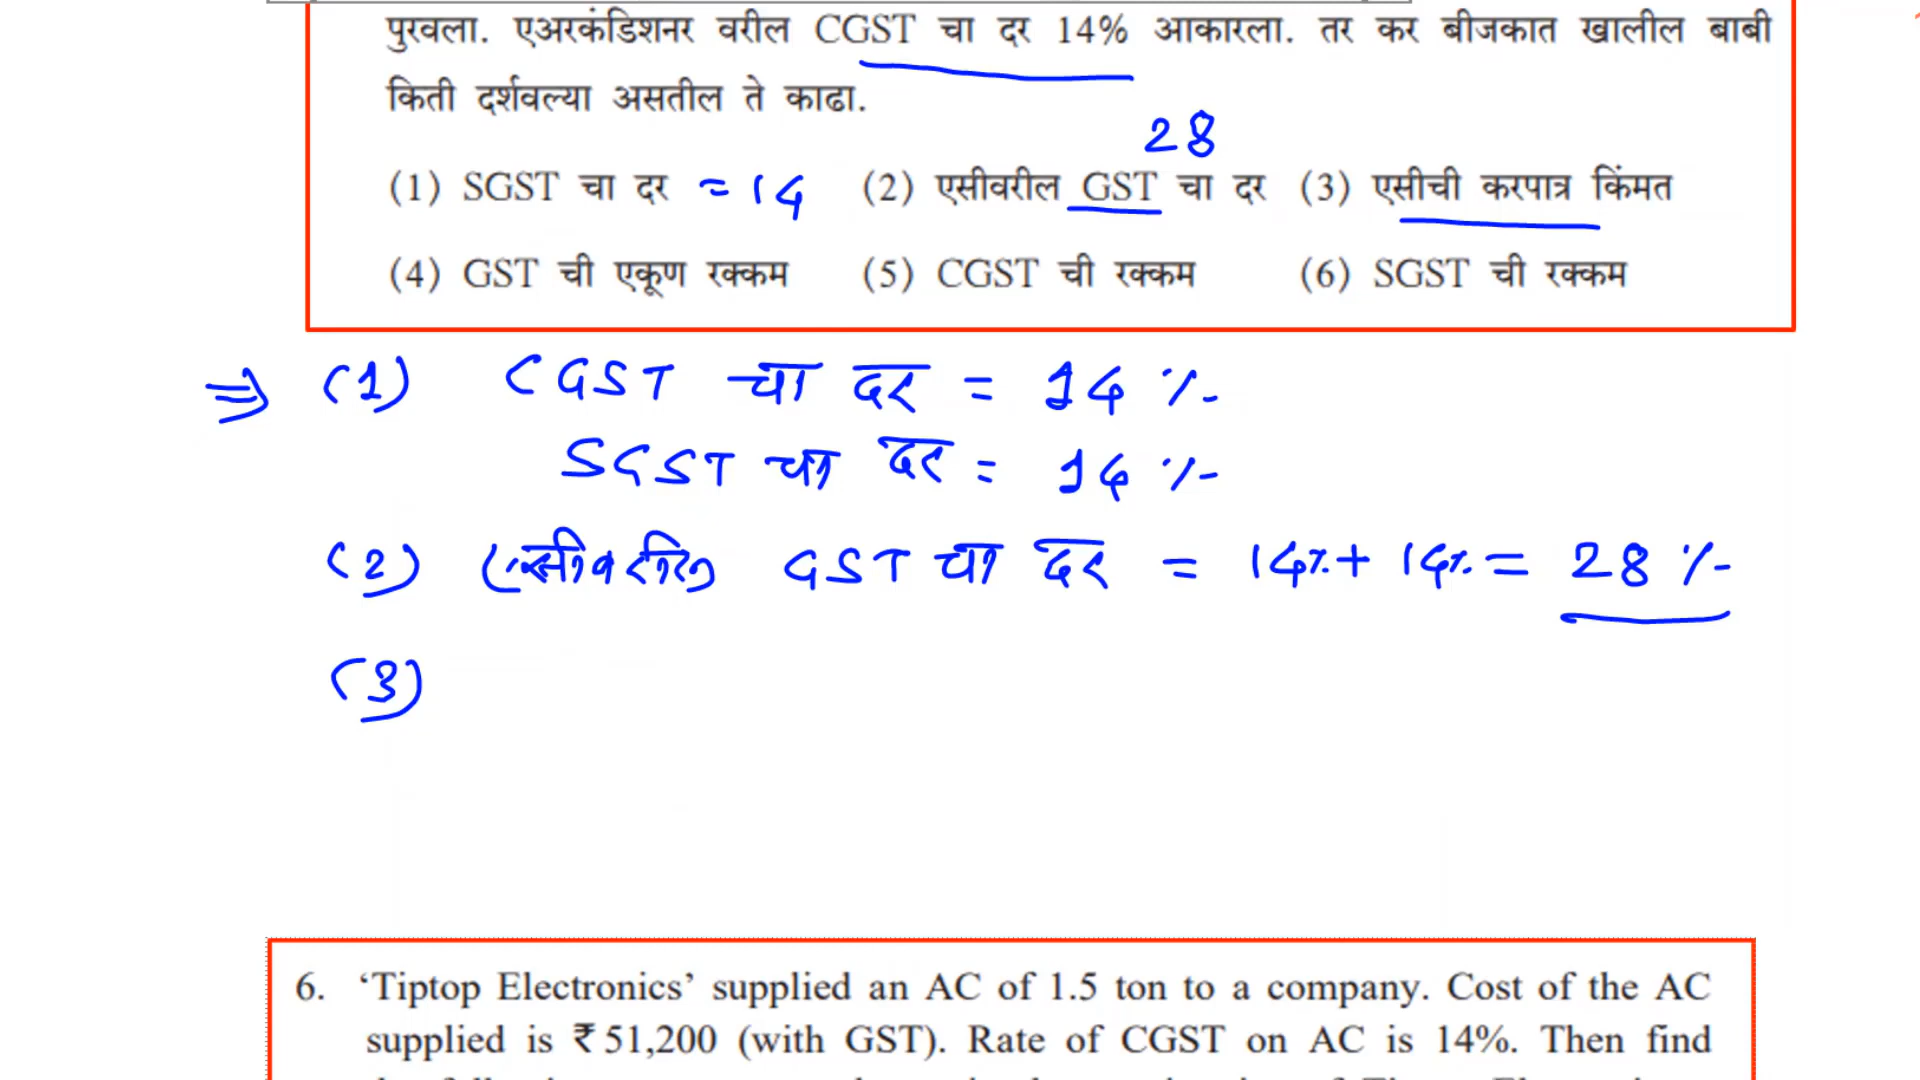 पुरवला. एअरकंडिशनर वरील CGST चा दर 14% आकारला. तर कर बीजकात खालील बाबी
किती दर्शवल्या असतील ते काढा.
28
(1) SGST चा दर = 14 (2) एसीवरील GST चा दर (3) एसीची करपात्र किंमत
(4) GST ची एकूण रक्कम (5) CGST ची रक्कम (6) SGST ची रक्कम
⇒ (1) CGST चा दर = 14 %
SGST चा दर = 14 %
(2) एसीवरील GST चा दर = 14% + 14% = 28 %
(3)
6. ‘Tiptop Electronics’ supplied an AC of 1.5 ton to a company. Cost of the AC
supplied is ₹ 51,200 (with GST). Rate of CGST on AC is 14%. Then find